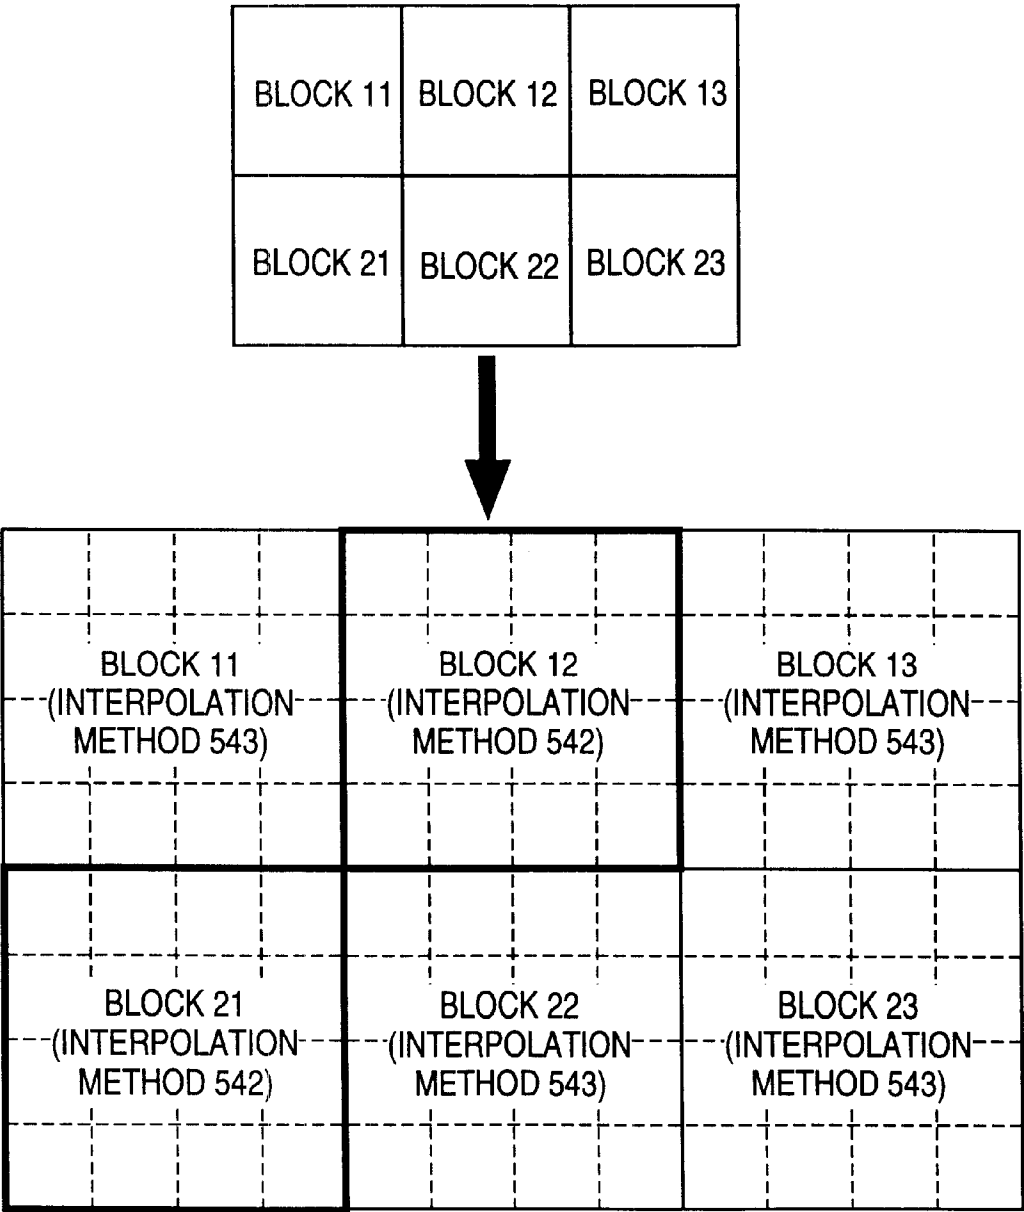 BLOCK 11 BLOCK 12 BLOCK 13
BLOCK 21 BLOCK 22 BLOCK 23
BLOCK 11
(INTERPOLATION
METHOD 543)
BLOCK 12
(INTERPOLATION
METHOD 542)
BLOCK 13
(INTERPOLATION
METHOD 543)
BLOCK 21
(INTERPOLATION
METHOD 542)
BLOCK 22
(INTERPOLATION
METHOD 543)
BLOCK 23
(INTERPOLATION
METHOD 543)